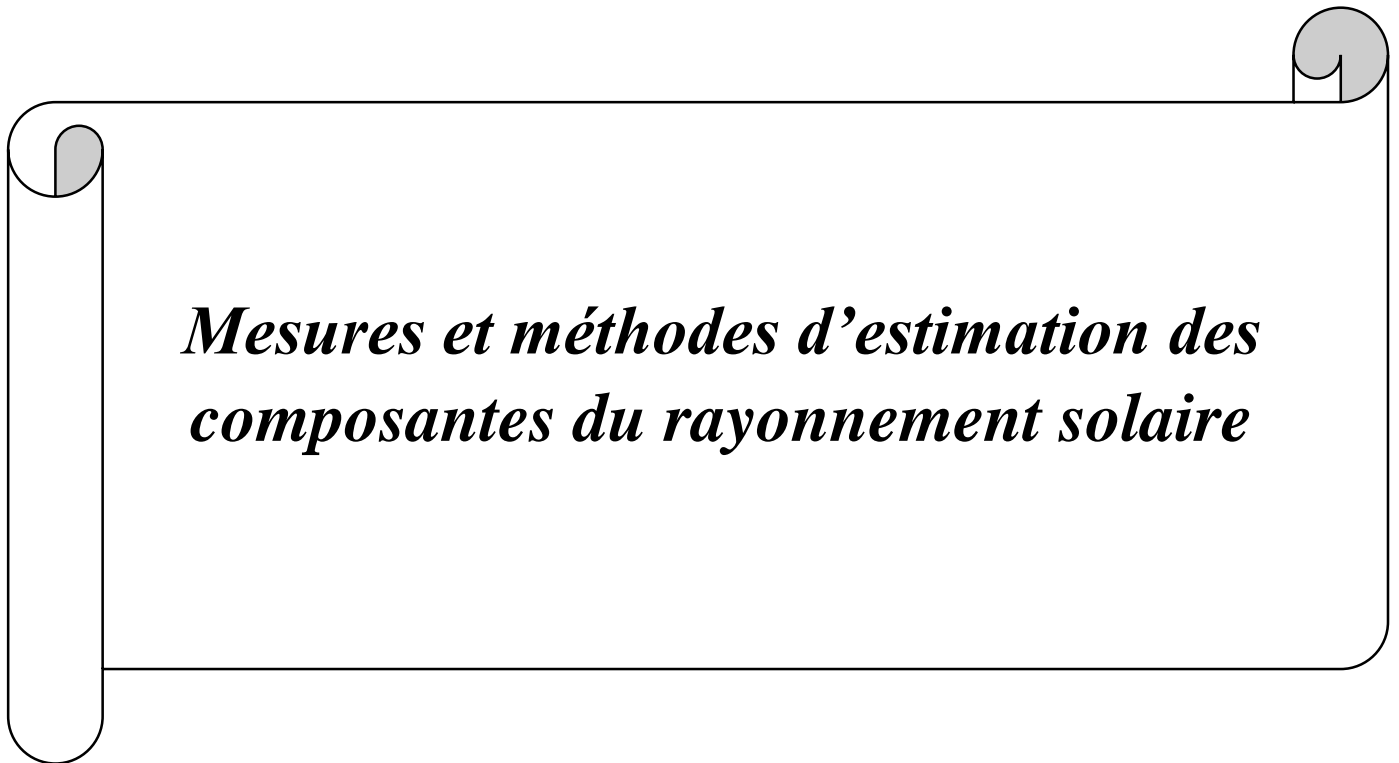 Mesures et méthodes d’estimation des
composantes du rayonnement solaire